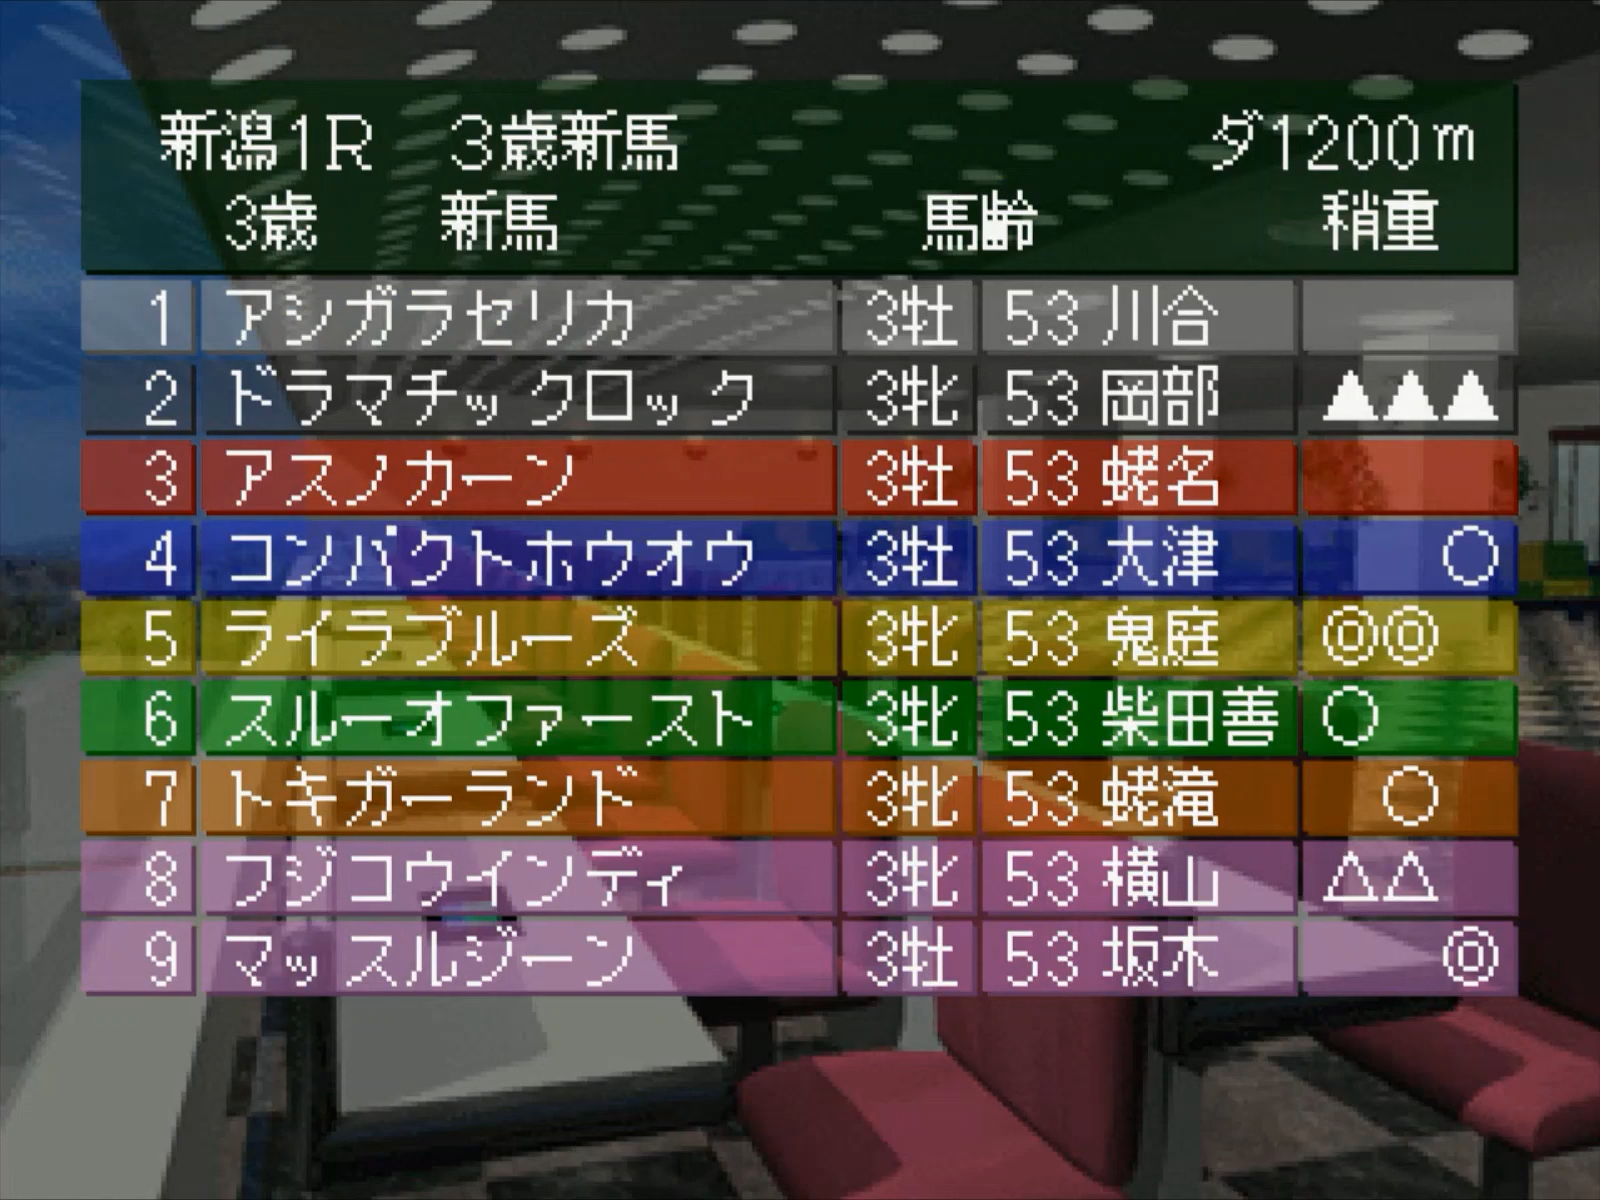 新潟1R 3歳新馬 ダ1200m
3歳 新馬 馬齢 稍重
1 アシガラセリカ 3牡 53 川合
2 ドラマチックロック 3牝 53 岡部 ▲▲▲
3 アスノカーン 3牡 53 蛯名
4 コンパクトホウオウ 3牡 53 大津 ○
5 ライラブルーズ 3牝 53 鬼庭 ◎◎
6 スルーオファースト 3牝 53 柴田善 ○
7 トキガーランド 3牝 53 蛯滝 ○
8 フジコウインディ 3牝 53 横山 △△
9 マッスルジーン 3牡 53 坂木 ◎